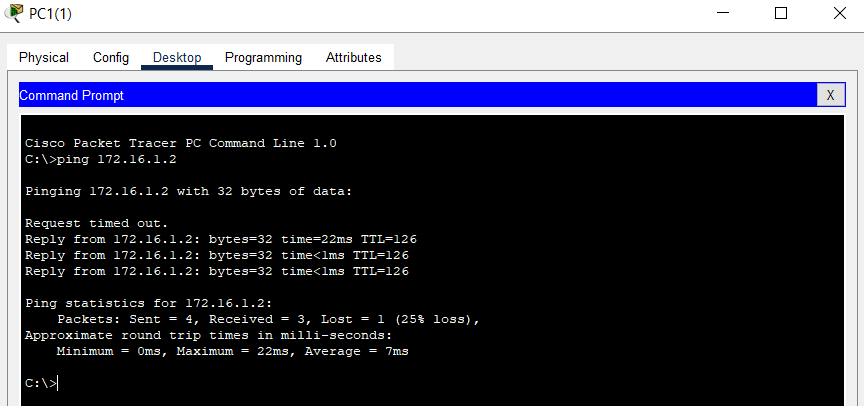 PC1(1)
Physical Config Desktop Programming Attributes
Command Prompt X
Cisco Packet Tracer PC Command Line 1.0
C:\>ping 172.16.1.2
Pinging 172.16.1.2 with 32 bytes of data:
Request timed out.
Reply from 172.16.1.2: bytes=32 time=22ms TTL=126
Reply from 172.16.1.2: bytes=32 time<1ms TTL=126
Reply from 172.16.1.2: bytes=32 time<1ms TTL=126
Ping statistics for 172.16.1.2:
    Packets: Sent = 4, Received = 3, Lost = 1 (25% loss),
Approximate round trip times in milli-seconds:
    Minimum = 0ms, Maximum = 22ms, Average = 7ms
C:\>